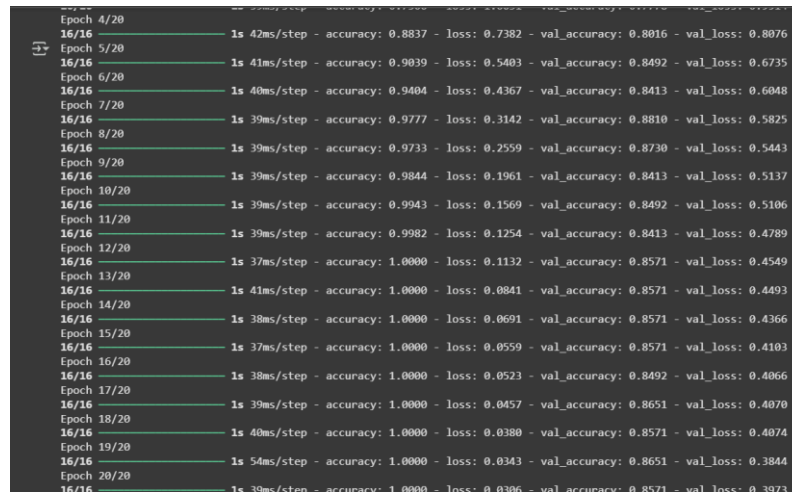 Epoch 4/20
16/16 1s 42ms/step - accuracy: 0.8837 - loss: 0.7382 - val_accuracy: 0.8016 - val_loss: 0.8076
Epoch 5/20
16/16 1s 41ms/step - accuracy: 0.9039 - loss: 0.5403 - val_accuracy: 0.8492 - val_loss: 0.6735
Epoch 6/20
16/16 1s 40ms/step - accuracy: 0.9404 - loss: 0.4367 - val_accuracy: 0.8413 - val_loss: 0.6048
Epoch 7/20
16/16 1s 39ms/step - accuracy: 0.9777 - loss: 0.3142 - val_accuracy: 0.8810 - val_loss: 0.5825
Epoch 8/20
16/16 1s 39ms/step - accuracy: 0.9733 - loss: 0.2559 - val_accuracy: 0.8730 - val_loss: 0.5443
Epoch 9/20
16/16 1s 39ms/step - accuracy: 0.9844 - loss: 0.1961 - val_accuracy: 0.8413 - val_loss: 0.5137
Epoch 10/20
16/16 1s 39ms/step - accuracy: 0.9943 - loss: 0.1569 - val_accuracy: 0.8492 - val_loss: 0.5106
Epoch 11/20
16/16 1s 39ms/step - accuracy: 0.9982 - loss: 0.1254 - val_accuracy: 0.8413 - val_loss: 0.4789
Epoch 12/20
16/16 1s 37ms/step - accuracy: 1.0000 - loss: 0.1132 - val_accuracy: 0.8571 - val_loss: 0.4549
Epoch 13/20
16/16 1s 41ms/step - accuracy: 1.0000 - loss: 0.0841 - val_accuracy: 0.8571 - val_loss: 0.4493
Epoch 14/20
16/16 1s 38ms/step - accuracy: 1.0000 - loss: 0.0691 - val_accuracy: 0.8571 - val_loss: 0.4366
Epoch 15/20
16/16 1s 37ms/step - accuracy: 1.0000 - loss: 0.0559 - val_accuracy: 0.8571 - val_loss: 0.4103
Epoch 16/20
16/16 1s 38ms/step - accuracy: 1.0000 - loss: 0.0523 - val_accuracy: 0.8492 - val_loss: 0.4066
Epoch 17/20
16/16 1s 39ms/step - accuracy: 1.0000 - loss: 0.0457 - val_accuracy: 0.8651 - val_loss: 0.4070
Epoch 18/20
16/16 1s 40ms/step - accuracy: 1.0000 - loss: 0.0380 - val_accuracy: 0.8571 - val_loss: 0.4074
Epoch 19/20
16/16 1s 54ms/step - accuracy: 1.0000 - loss: 0.0343 - val_accuracy: 0.8651 - val_loss: 0.3844
Epoch 20/20
16/16 1s 39ms/step - accuracy: 1.0000 - loss: 0.0306 - val_accuracy: 0.8571 - val_loss: 0.3973